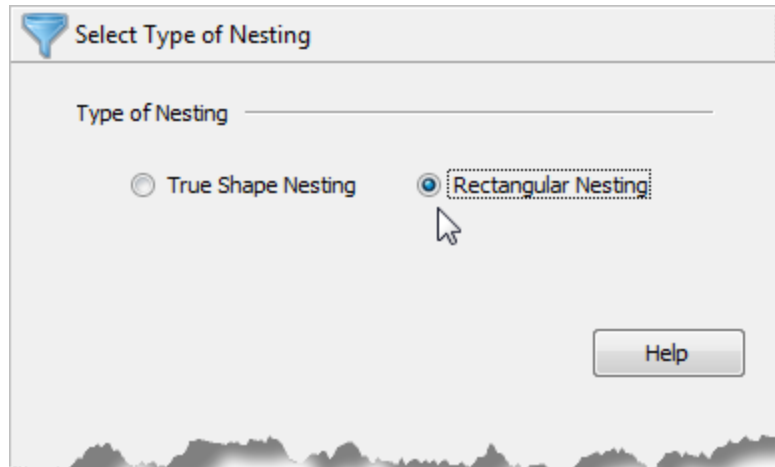 Select Type of Nesting
Type of Nesting
True Shape Nesting Rectangular Nesting
Help